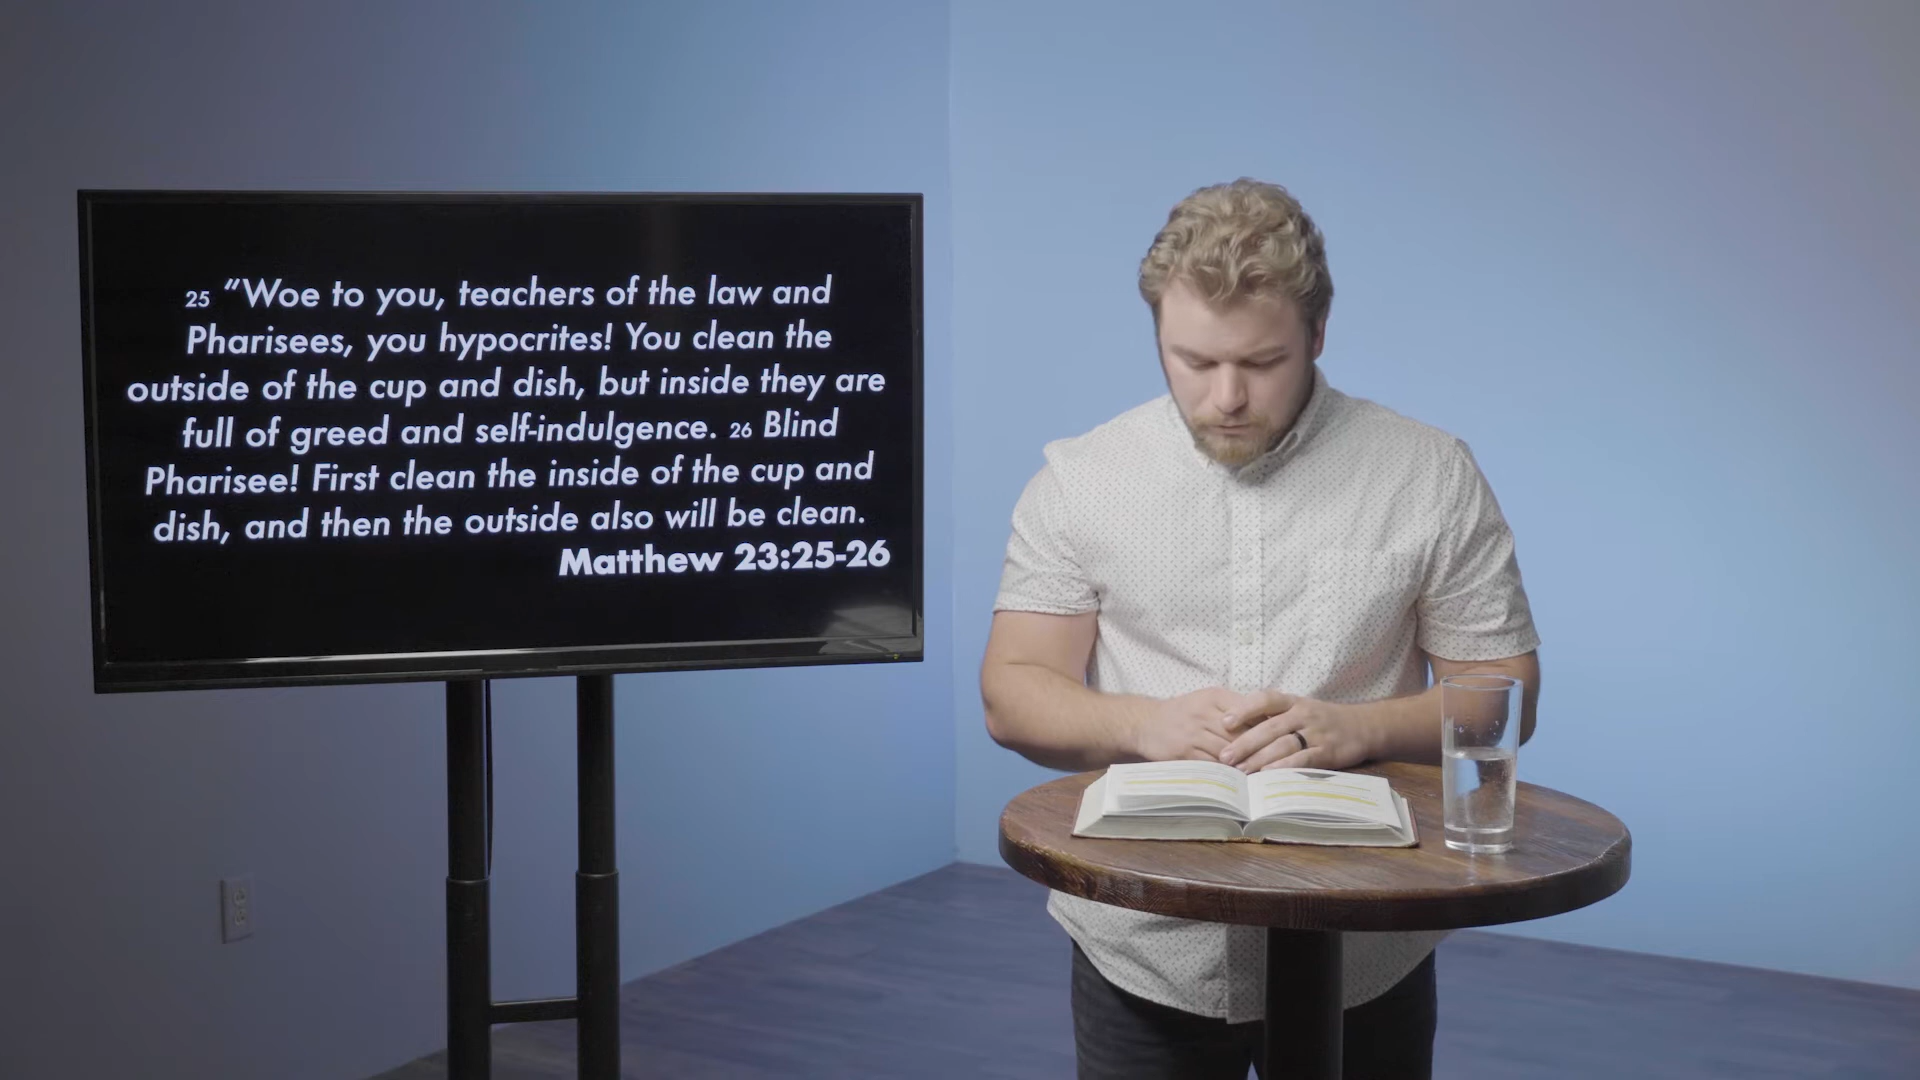 25 “Woe to you, teachers of the law and
Pharisees, you hypocrites! You clean the
outside of the cup and dish, but inside they are
full of greed and self-indulgence. 26 Blind
Pharisee! First clean the inside of the cup and
dish, and then the outside also will be clean.
Matthew 23:25-26